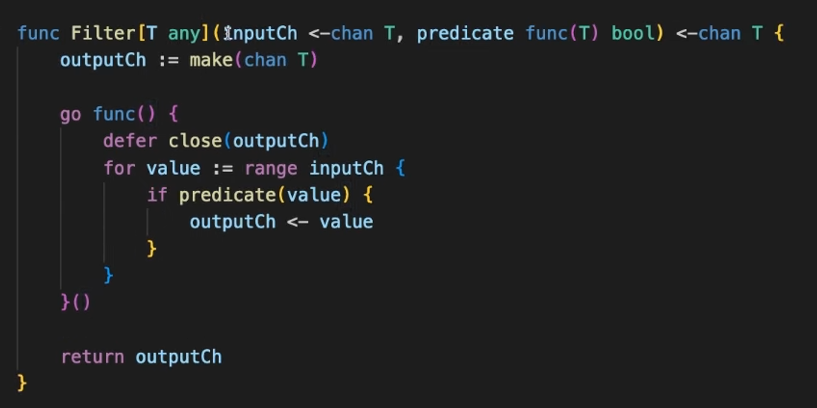 func Filter[T any](inputCh <-chan T, predicate func(T) bool) <-chan T {
    outputCh := make(chan T)

    go func() {
        defer close(outputCh)
        for value := range inputCh {
            if predicate(value) {
                outputCh <- value
            }
        }
    }()

    return outputCh
}